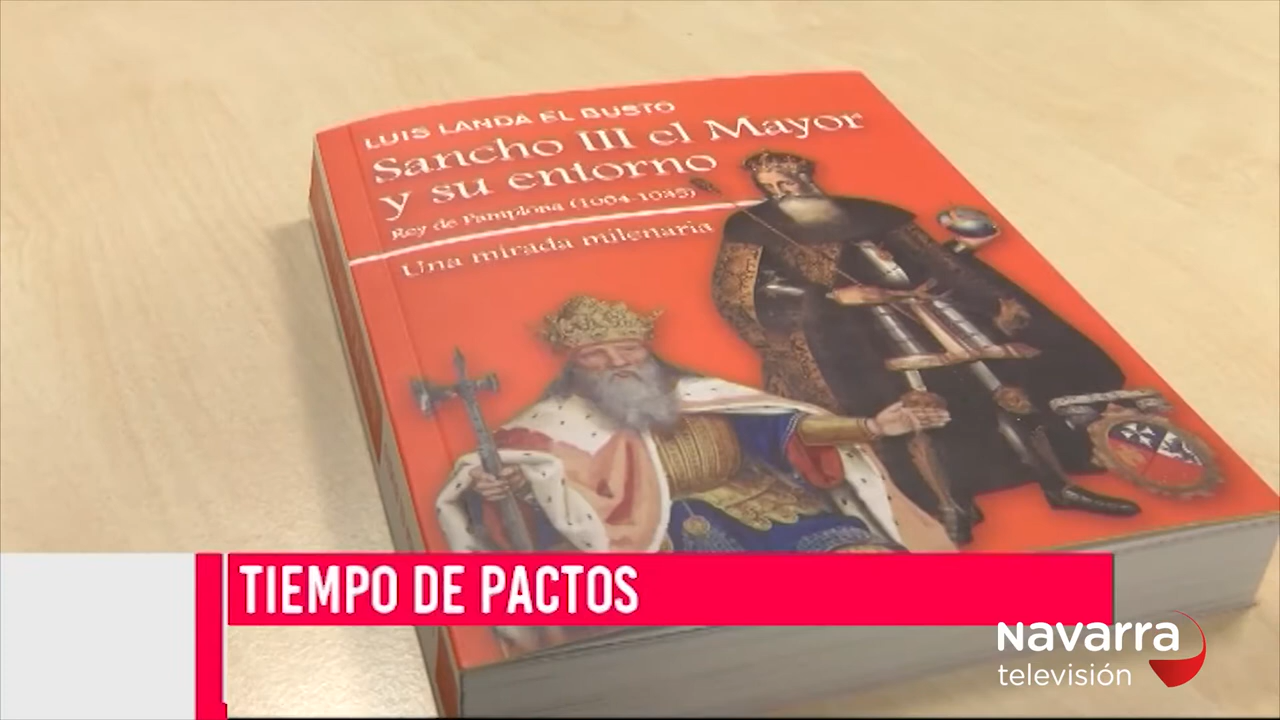 LUIS LANDA EL BUSTO
Sancho III el Mayor
y su entorno
Rey de Pamplona (1004-1035)
Una mirada milenaria
TIEMPO DE PACTOS
Navarra
televisión